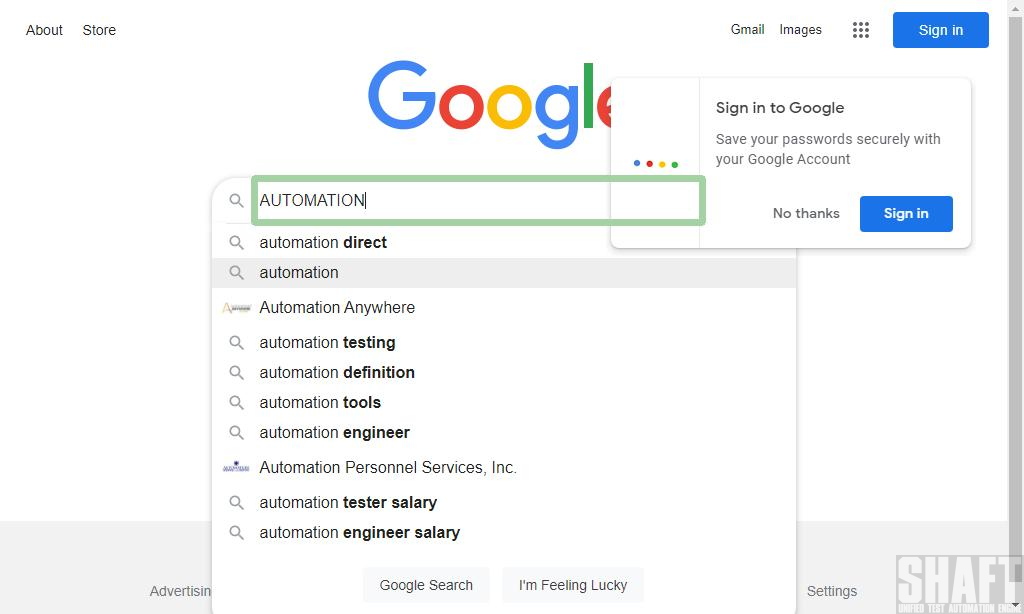 About Store
Gmail Images
Sign in
Google
Sign in to Google
Save your passwords securely with
your Google Account
No thanks Sign in
AUTOMATION
automation direct
automation
Automation Anywhere
automation testing
automation definition
automation tools
automation engineer
Automation Personnel Services, Inc.
automation tester salary
automation engineer salary
Google Search I'm Feeling Lucky
Advertisin
Settings
SHAFT
UNIFIED TEST AUTOMATION ENGINE